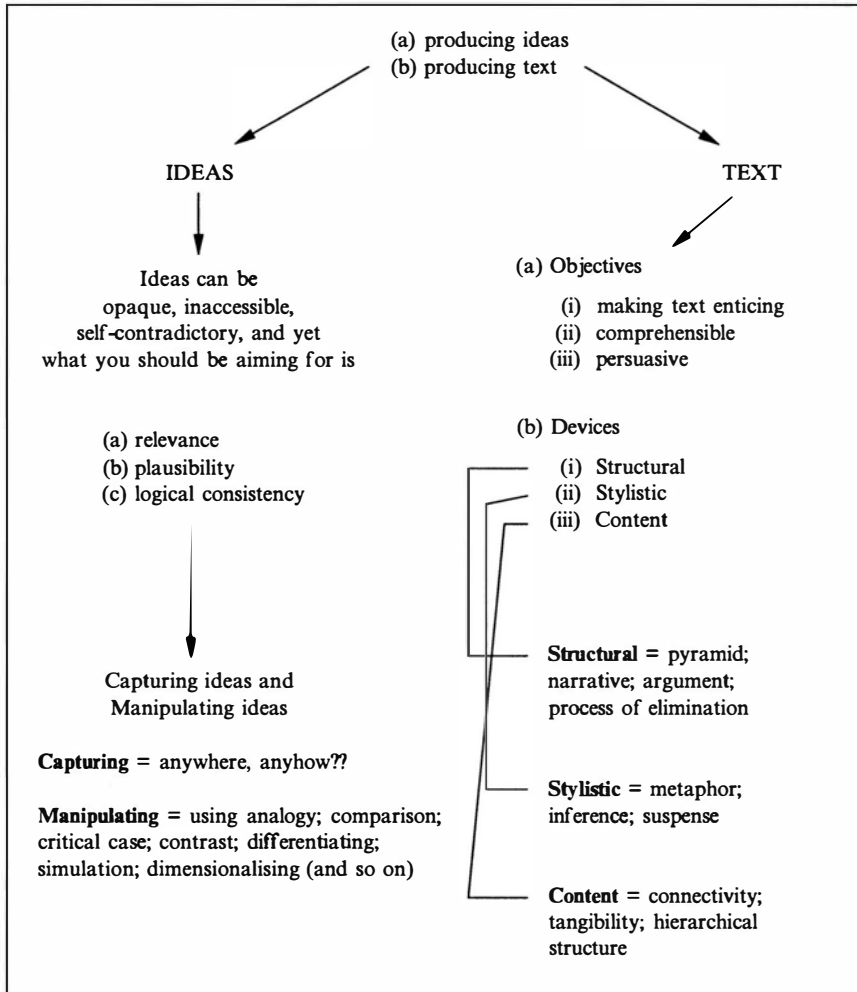 (a) producing ideas
(b) producing text
IDEAS
Ideas can be
opaque, inaccessible,
self-contradictory, and yet
what you should be aiming for is
(a) relevance
(b) plausibility
(c) logical consistency
Capturing ideas and
Manipulating ideas
Capturing = anywhere, anyhow??
Manipulating = using analogy; comparison;
critical case; contrast; differentiating;
simulation; dimensionalising (and so on)
TEXT
(a) Objectives
(i) making text enticing
(ii) comprehensible
(iii) persuasive
(b) Devices
(i) Structural
(ii) Stylistic
(iii) Content
Structural = pyramid;
narrative; argument;
process of elimination
Stylistic = metaphor;
inference; suspense
Content = connectivity;
tangibility; hierarchical
structure